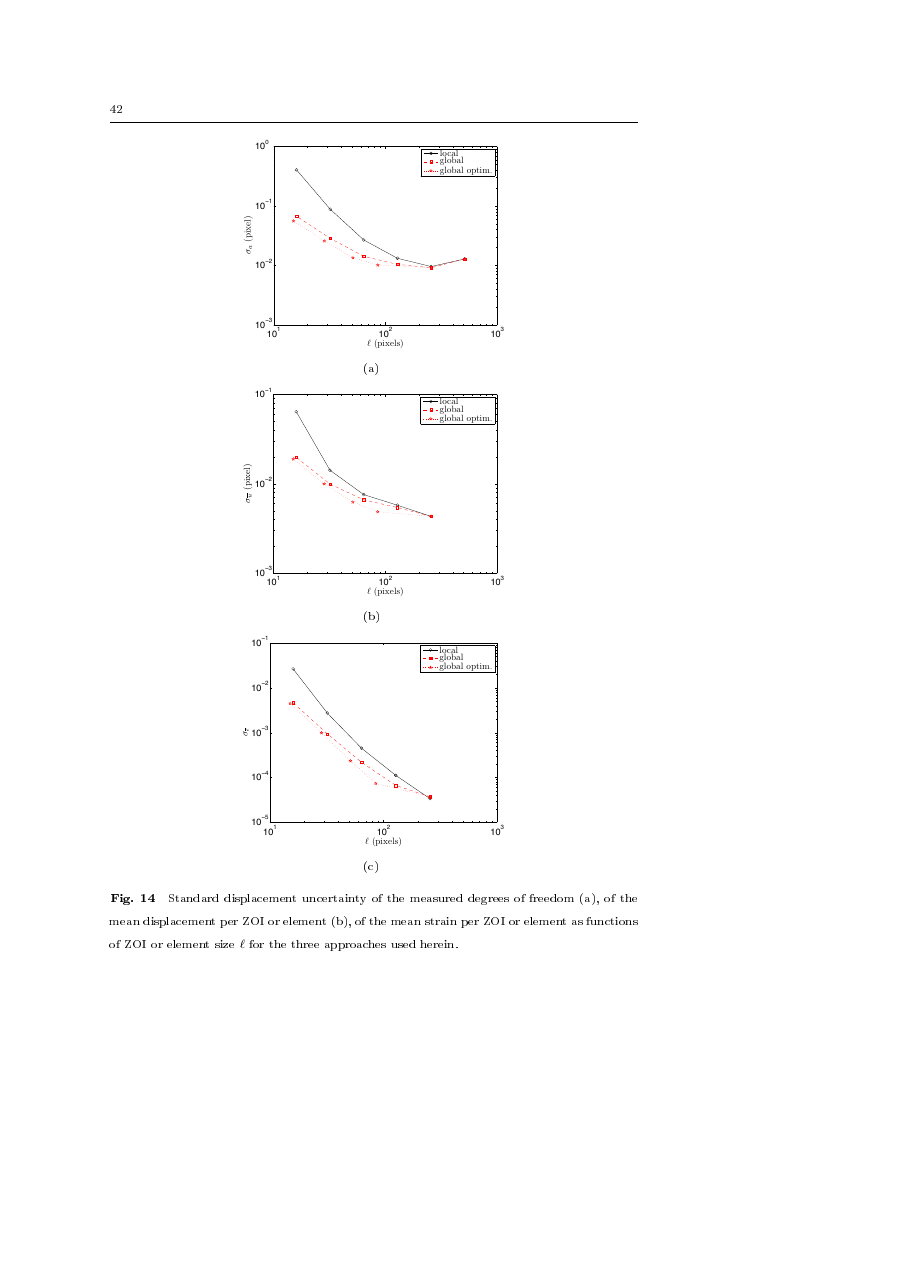 42
10^0
10^-1
10^-2
10^-3
σ_a (pixel)
local
global
global optim.
10^1 10^2 10^3
ℓ (pixels)
(a)
10^-1
10^-2
10^-3
σ_u̅ (pixel)
local
global
global optim.
10^1 10^2 10^3
ℓ (pixels)
(b)
10^-1
10^-2
10^-3
10^-4
10^-5
local
global
global optim.
10^1 10^2 10^3
ℓ (pixels)
(c)
Fig. 14 Standard displacement uncertainty of the measured degrees of freedom (a), of the
mean displacement per ZOI or element (b), of the mean strain per ZOI or element as functions
of ZOI or element size ℓ for the three approaches used herein.